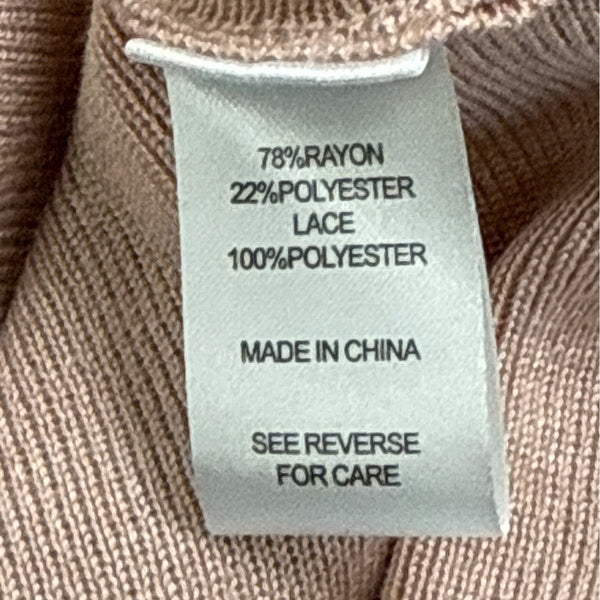 78%RAYON
22%POLYESTER
LACE
100%POLYESTER
MADE IN CHINA
SEE REVERSE
FOR CARE